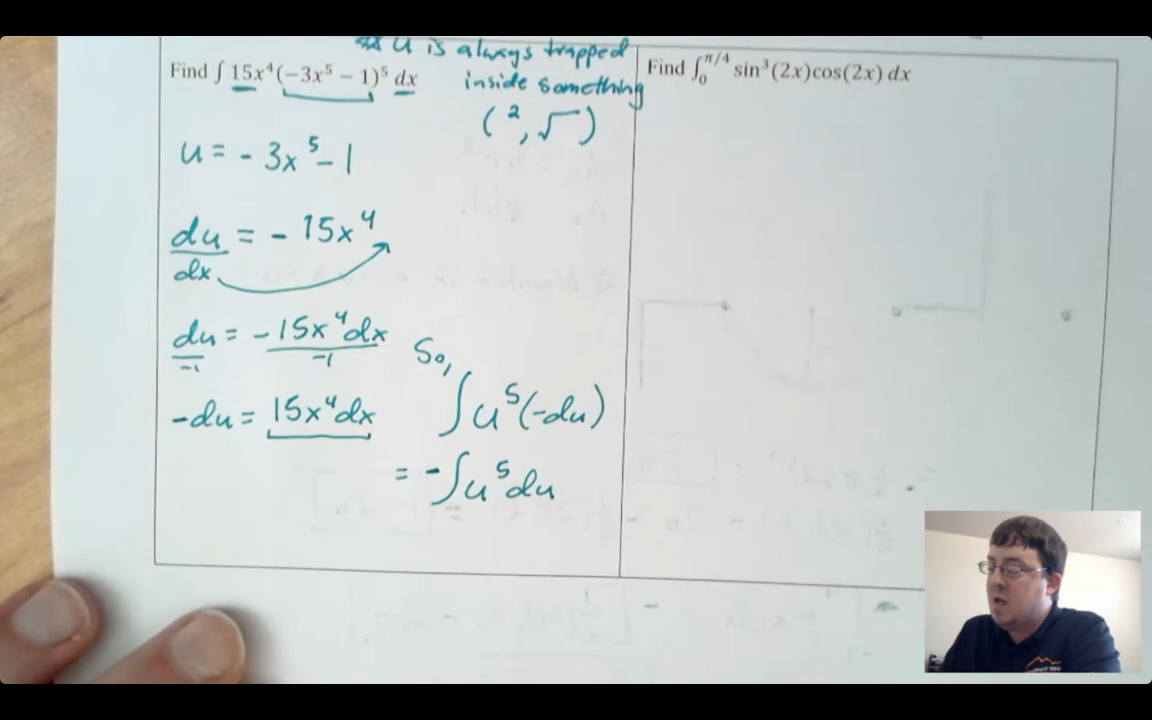 ** u is always trapped
inside something
( ², √ )
Find ∫ 15x⁴(−3x⁵ − 1)⁵ dx
u = - 3x⁵ - 1
du/dx = - 15x⁴
du/-1 = -15x⁴dx/-1
-du = 15x⁴dx
So,
∫u⁵(-du)
= -∫u⁵du
Find ∫₀^π/4 sin³(2x)cos(2x) dx